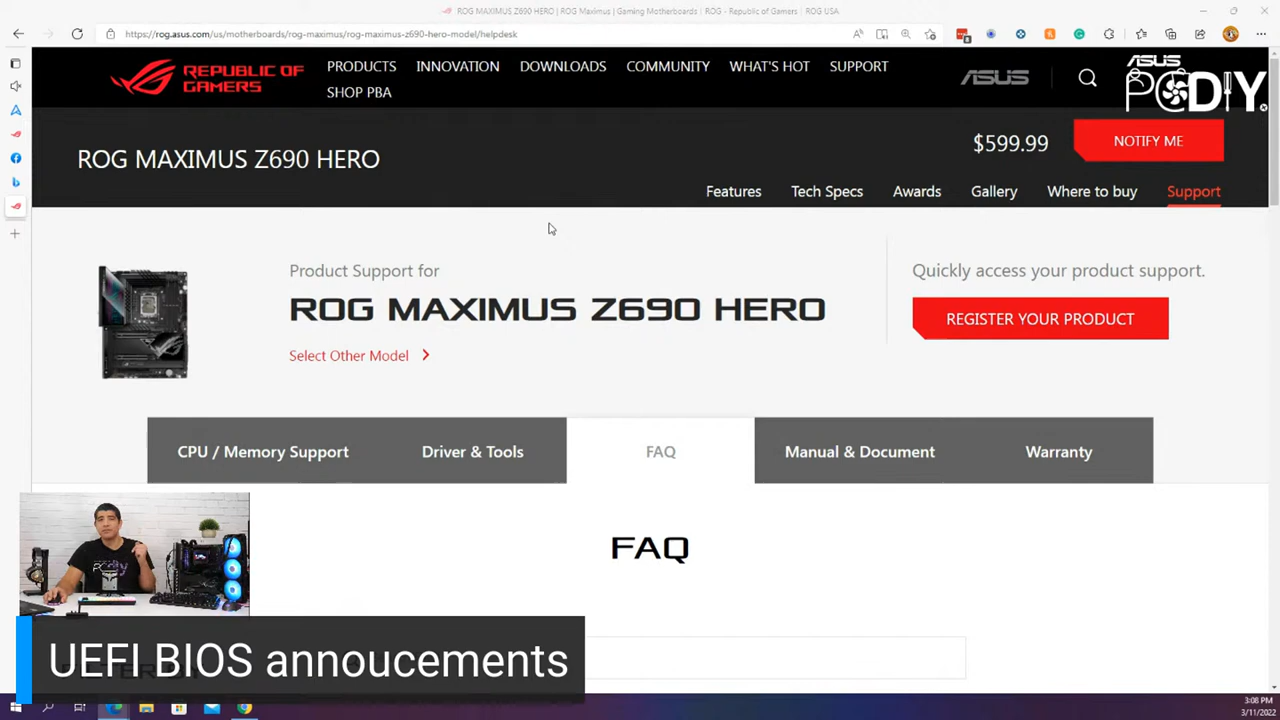 ROG MAXIMUS Z690 HERO | ROG Maximus | Gaming Motherboards | ROG - Republic of Gamers | ROG USA
https://rog.asus.com/us/motherboards/rog-maximus/rog-maximus-z690-hero-model/helpdesk
REPUBLIC OF GAMERS
PRODUCTS INNOVATION DOWNLOADS COMMUNITY WHAT'S HOT SUPPORT
SHOP PBA
ASUS
ASUS
PCDIY.
ROG MAXIMUS Z690 HERO
$599.99
NOTIFY ME
Features Tech Specs Awards Gallery Where to buy Support
Product Support for
ROG MAXIMUS Z690 HERO
Select Other Model
Quickly access your product support.
REGISTER YOUR PRODUCT
CPU / Memory Support Driver & Tools FAQ Manual & Document Warranty
FAQ
PCDIY
UEFI BIOS annoucements
3:08 PM
3/11/2022